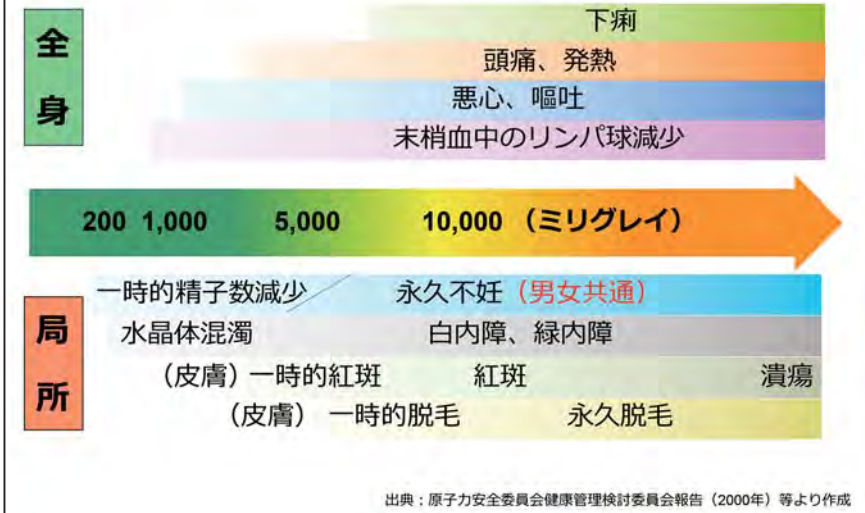 全身
下痢
頭痛、発熱
悪心、嘔吐
末梢血中のリンパ球減少
200 1,000 5,000 10,000 （ミリグレイ）
局所
一時的精子数減少 永久不妊（男女共通）
水晶体混濁 白内障、緑内障
（皮膚）一時的紅斑 紅斑 潰瘍
（皮膚） 一時的脱毛 永久脱毛
出典：原子力安全委員会健康管理検討委員会報告（2000年）等より作成